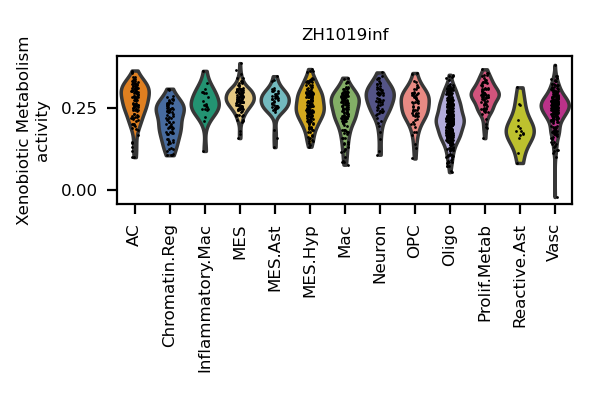 ZH1019inf
Xenobiotic Metabolism
activity
0.25
0.00
AC
Chromatin.Reg
Inflammatory.Mac
MES
MES.Ast
MES.Hyp
Mac
Neuron
OPC
Oligo
Prolif.Metab
Reactive.Ast
Vasc